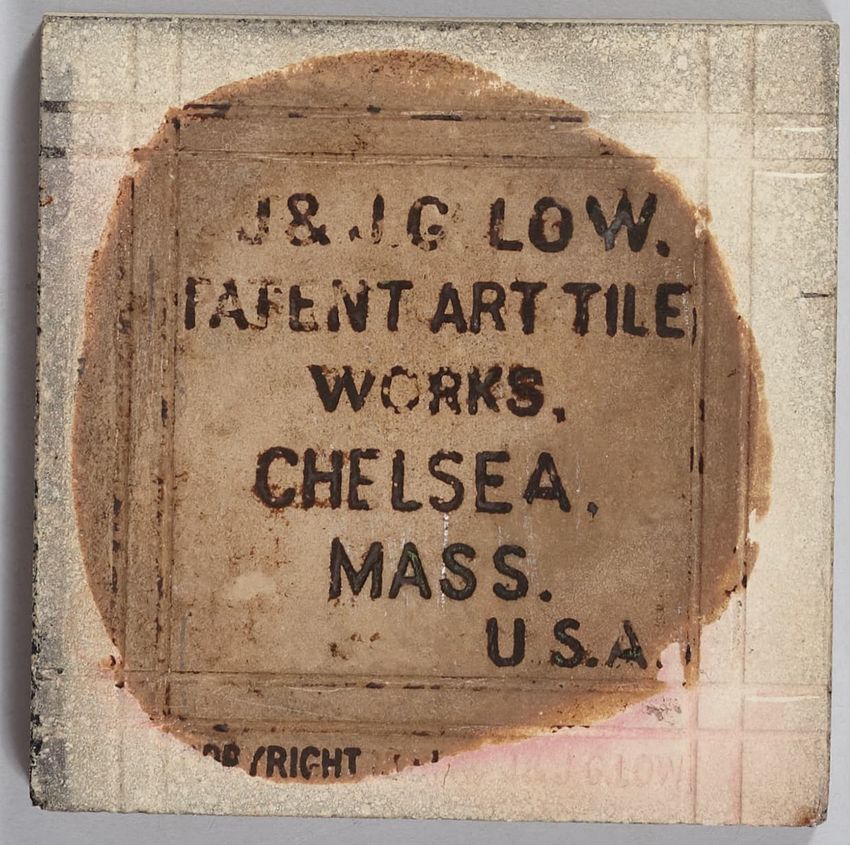 J & J. G. LOW.
PATENT ART TILE
WORKS.
CHELSEA.
MASS.
U.S.A.
COPYRIGHT J. & J. G. LOW